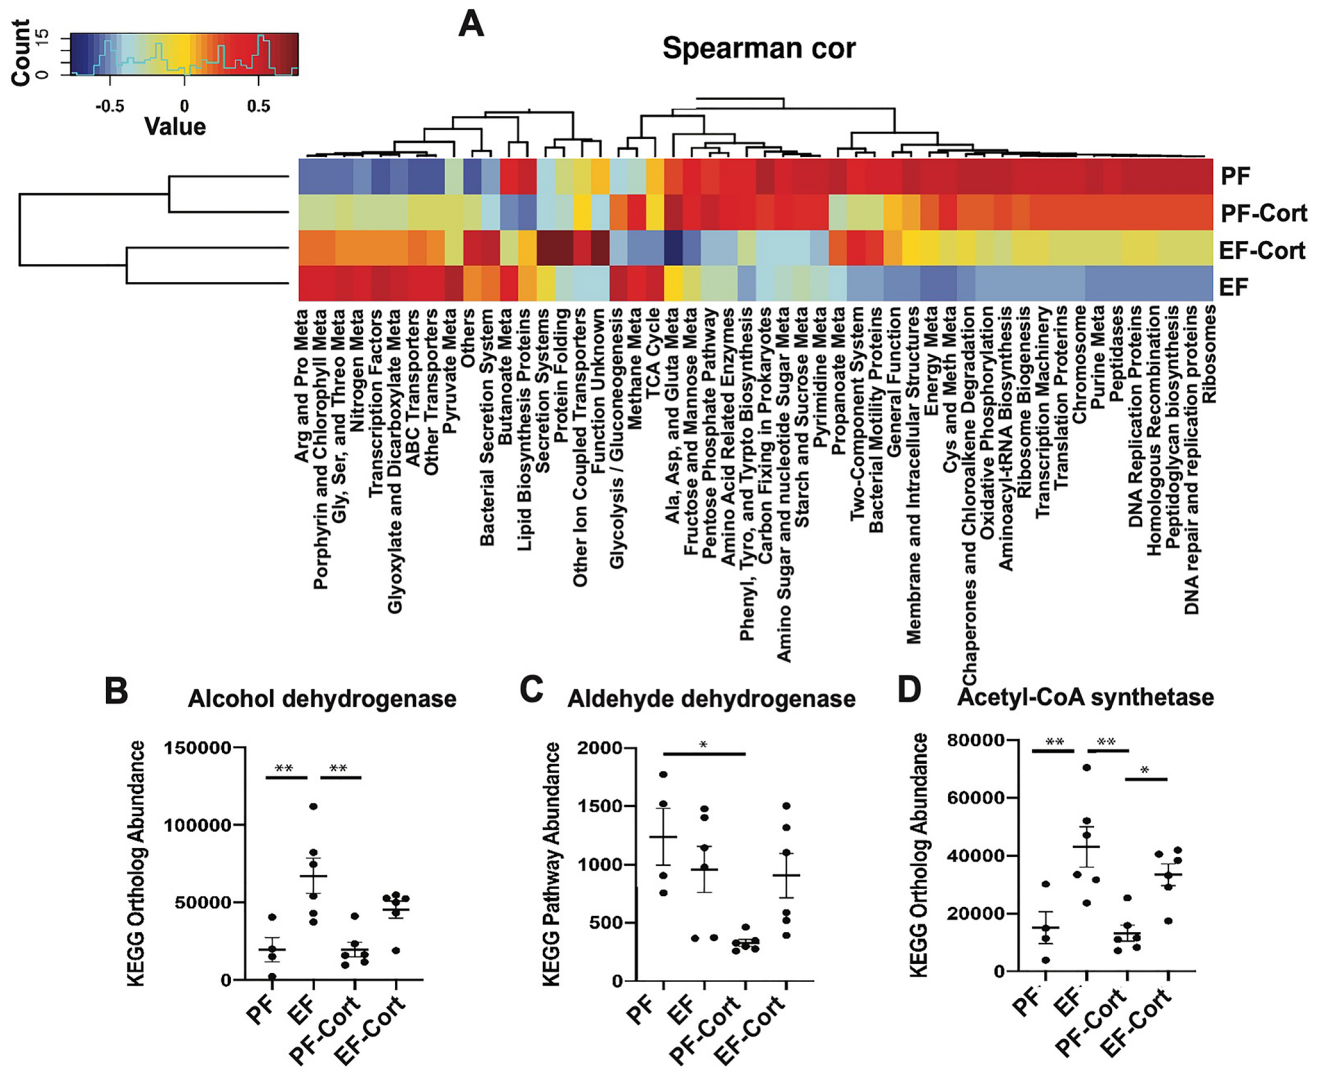 A
Spearman cor
Count
15
0
-0.5 0 0.5
Value
PF
PF-Cort
EF-Cort
EF
Arg and Pro Meta
Porphyrin and Chlorophyll Meta
Gly, Ser, and Threo Meta
Nitrogen Meta
Transcription Factors
Glyoxylate and Dicarboxylate Meta
ABC Transporters
Other Transporters
Pyruvate Meta
Others
Bacterial Secretion System
Butanoate Meta
Lipid Biosynthesis Proteins
Secretion Systems
Protein Folding
Other Ion Coupled Transporters
Function Unknown
Glycolysis / Gluconeogenesis
Methane Meta
TCA Cycle
Ala, Asp, and Gluta Meta
Fructose and Mannose Meta
Pentose Phosphate Pathway
Amino Acid Related Enzymes
Phenyl, Tyro, and Tyrpto Biosynthesis
Carbon Fixing in Prokaryotes
Amino Sugar and nucleotide Sugar Meta
Starch and Sucrose Meta
Pyrimidine Meta
Propanoate Meta
Two-Component System
Bacterial Motility Proteins
General Function
Membrane and Intracellular Structures
Energy Meta
Cys and Meth Meta
Chaperones and Chloroalkene Degradation
Oxidative Phosphorylation
Aminoacyl-tRNA Biosynthesis
Ribosome Biogenesis
Transcription Machinery
Translation Proterins
Chromosome
Purine Meta
Peptidases
DNA Replication Proteins
Homologous Recombination
Peptidoglycan biosynthesis
DNA repair and replication proteins
Ribosomes
B
Alcohol dehydrogenase
KEGG Ortholog Abundance
150000
100000
50000
0
** **
PF
EF
PF-Cort
EF-Cort
C
Aldehyde dehydrogenase
KEGG Pathway Abundance
2000
1500
1000
500
0
*
PF
EF
PF-Cort
EF-Cort
D
Acetyl-CoA synthetase
KEGG Ortholog Abundance
80000
60000
40000
20000
0
** **
*
PF
EF
PF-Cort
EF-Cort